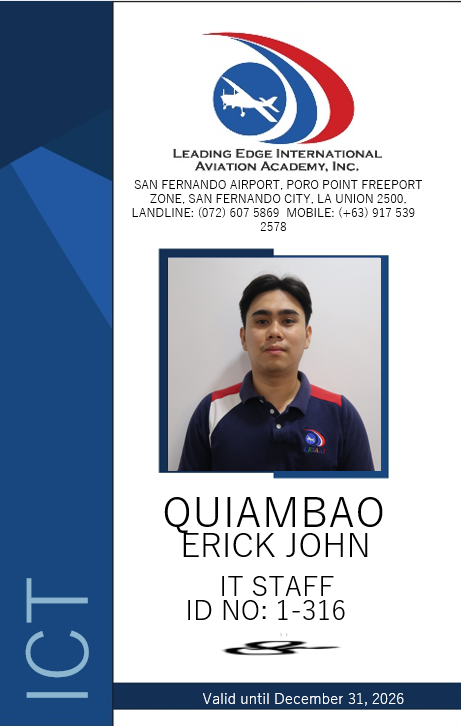 LEADING EDGE INTERNATIONAL
AVIATION ACADEMY, INC.
SAN FERNANDO AIRPORT, PORO POINT FREEPORT
ZONE, SAN FERNANDO CITY, LA UNION 2500.
LANDLINE: (072) 607 5869 MOBILE: (+63) 917 539
2578
QUIAMBAO
ERICK JOHN
IT STAFF
ID NO: 1-316
ICT
Valid until December 31, 2026